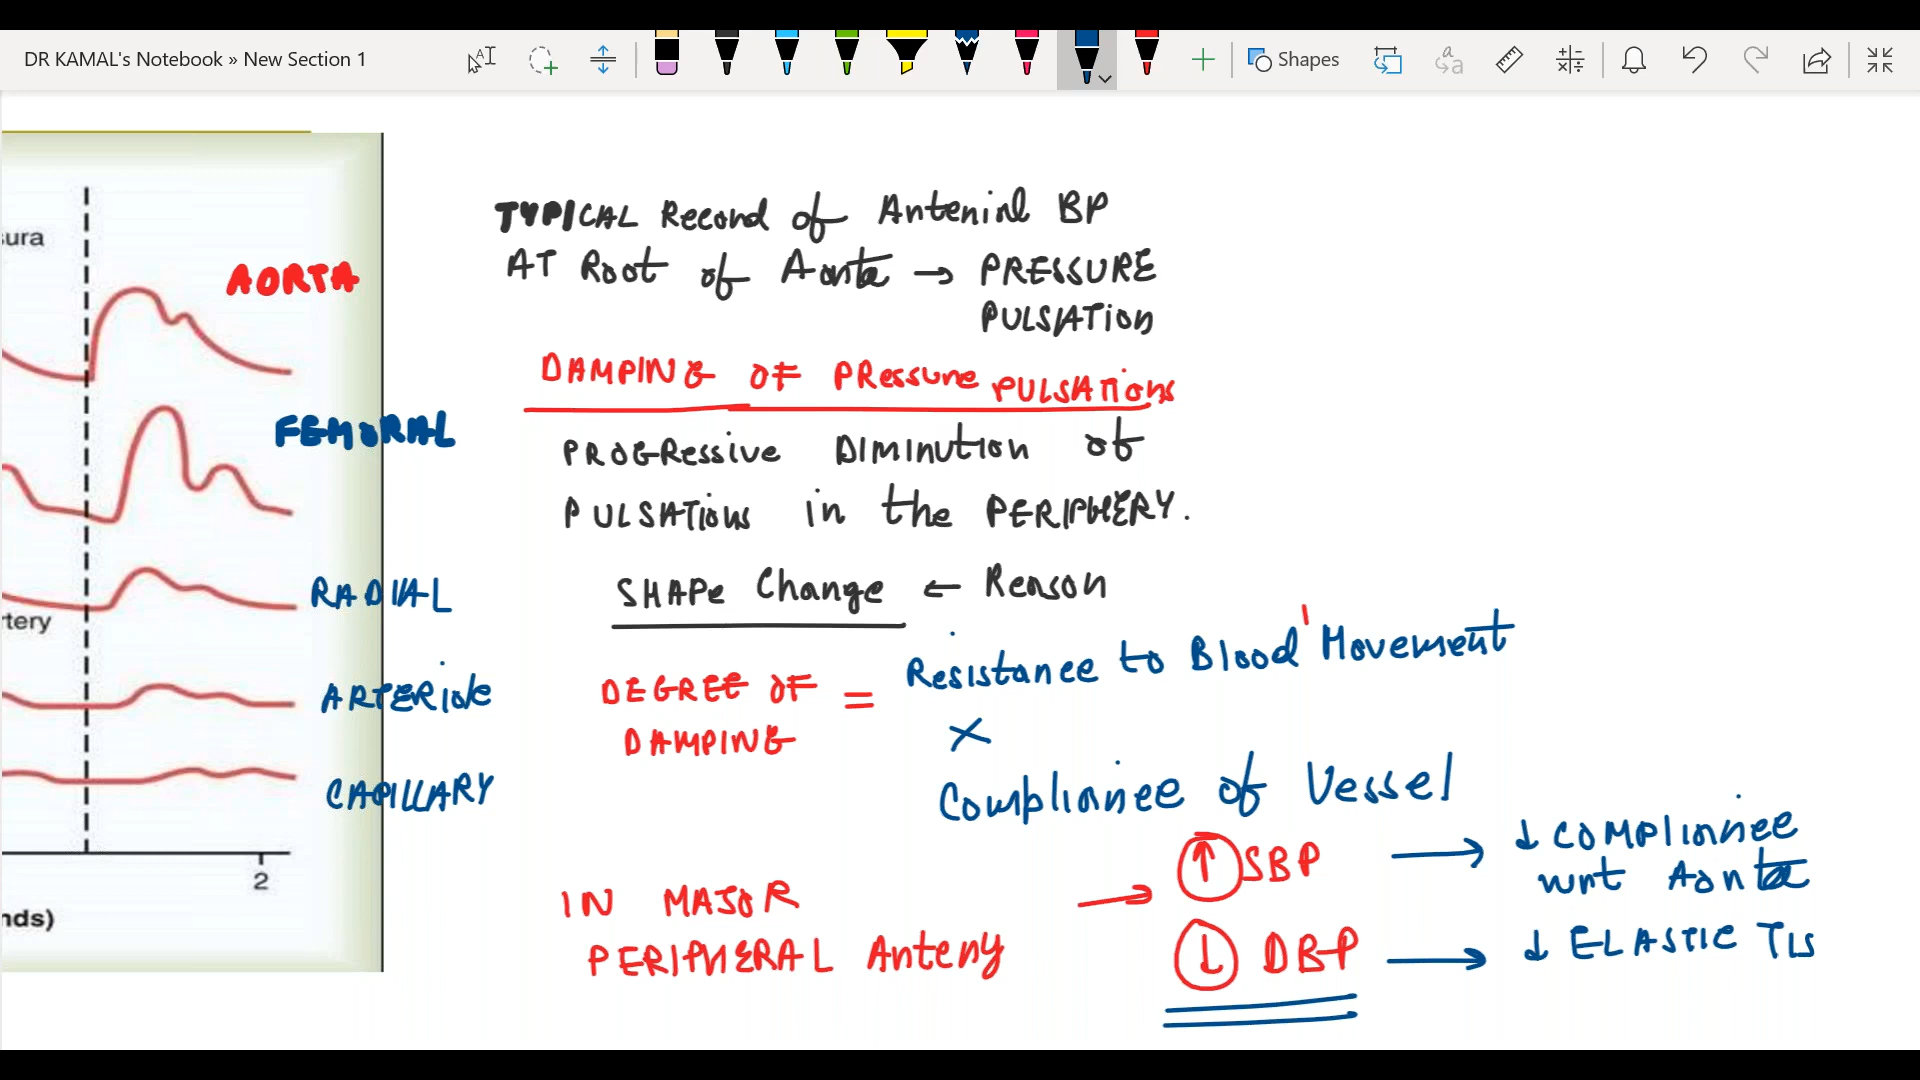 DR KAMAL's Notebook » New Section 1
Shapes
sura
AORTA
FEMORAL
RADIAL
rtery
ARTERiole
CAPILLARY
2
nds)
TYPICAL Record of Arterial BP
AT Root of Aorta → PRESSURE
PULSATion
DAMPING OF PRessure PULSATions
PROGRessive DIMINUTION of
PULSATions in the PERIPHERY.
SHAPe Change ← Reason
DEGREE OF
DAMPING
=
Resistance to Blood Movement
×
Compliance of Vessel
IN MAJOR
PERIPHERAL Artery
→
↑ SBP → ↓ COMPliance
wrt Aorta
↓ DBP → ↓ ELASTIC Tis